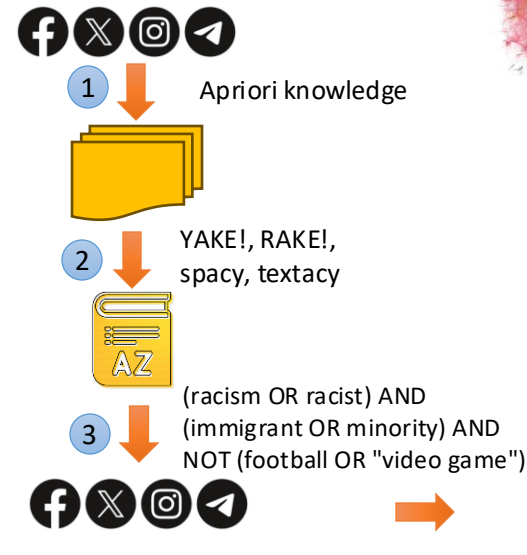 1
Apriori knowledge
YAKE!, RAKE!,
2
spacy, textacy
AZ
(racism OR racist) AND
3
(immigrant OR minority) AND
NOT (football OR "video game")